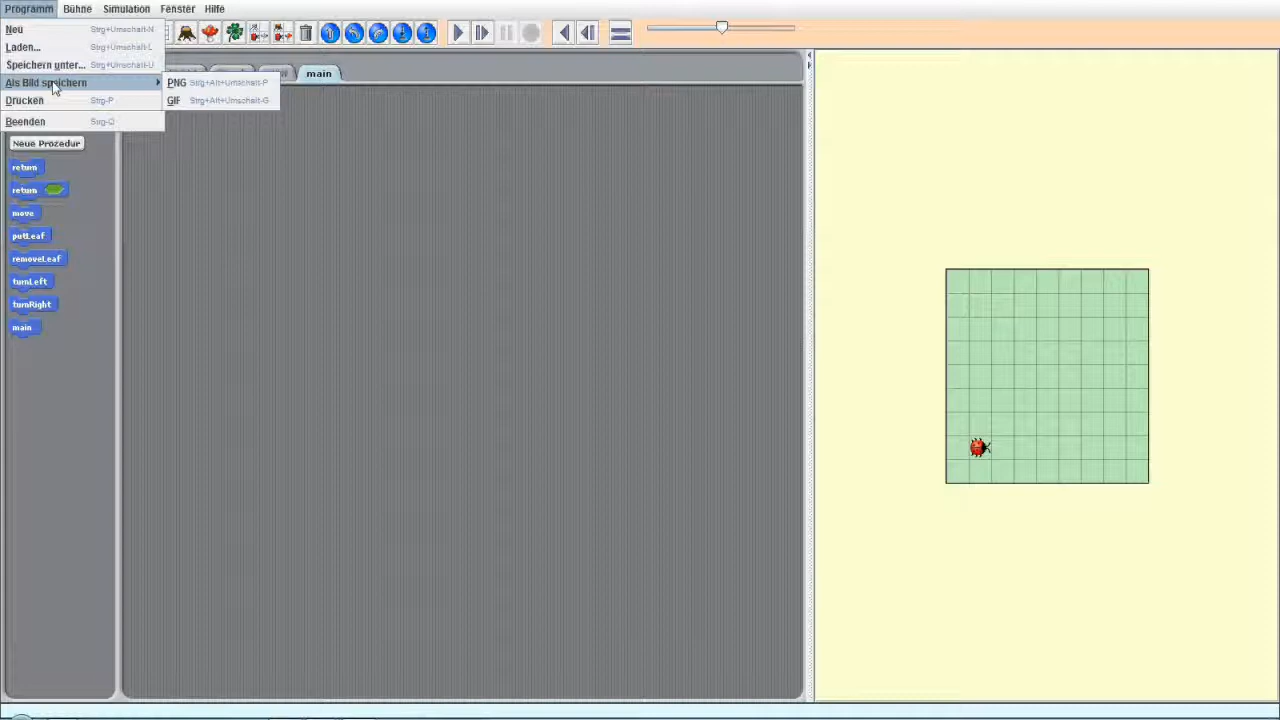 Programm Bühne Simulation Fenster Hilfe
Neu Strg+Umschalt-N
Laden... Strg+Umschalt-L
Speichern unter... Strg+Umschalt-U
Als Bild speichern
PNG Strg+Alt+Umschalt-P
Drucken Strg-P
GIF Strg+Alt+Umschalt-G
Beenden Strg-Q
main
Neue Prozedur
return
return
move
putLeaf
removeLeaf
turnLeft
turnRight
main